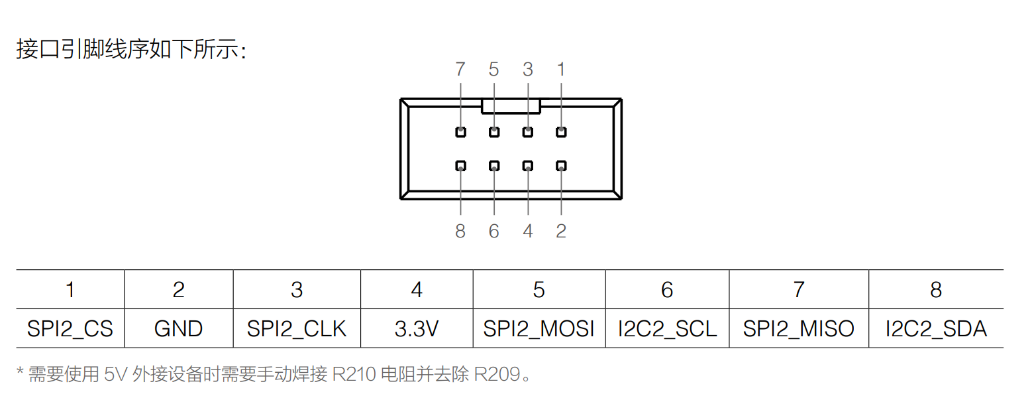 接口引脚线序如下所示：
7 5 3 1
8 6 4 2
1 2 3 4 5 6 7 8
SPI2_CS GND SPI2_CLK 3.3V SPI2_MOSI I2C2_SCL SPI2_MISO I2C2_SDA
* 需要使用 5V 外接设备时需要手动焊接 R210 电阻并去除 R209。